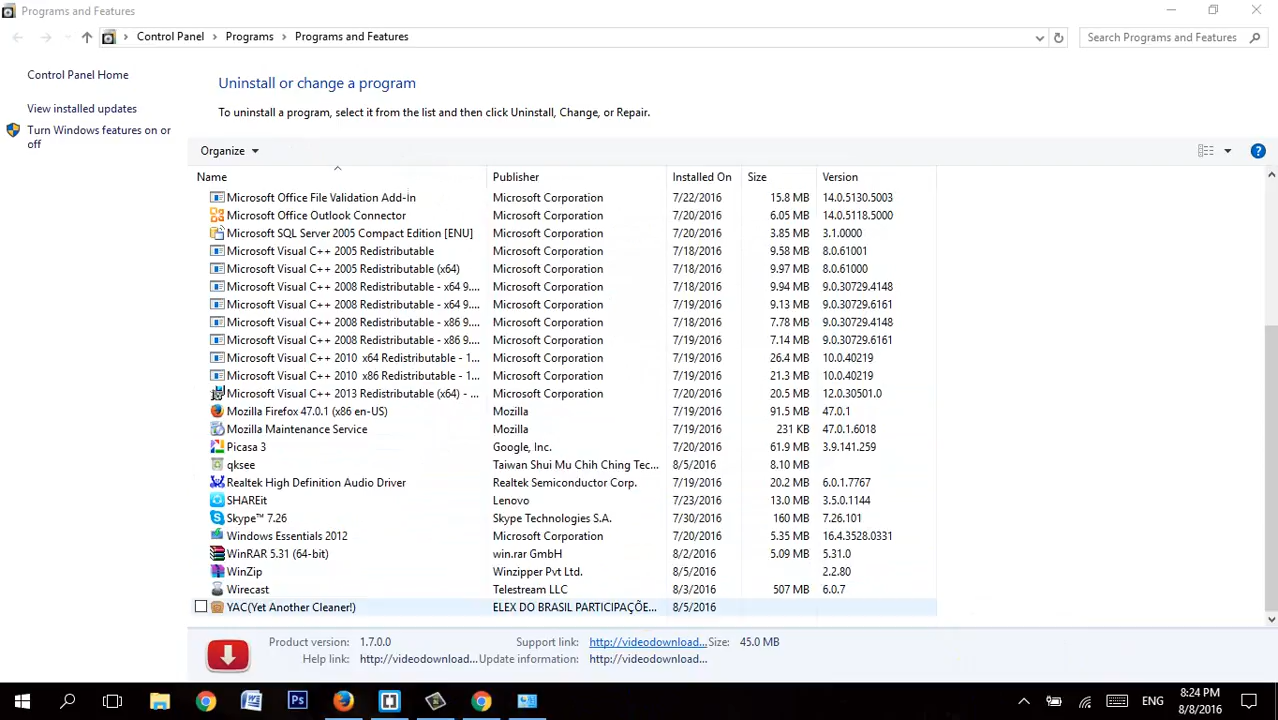 Programs and Features
Control Panel > Programs > Programs and Features
Search Programs and Features
Control Panel Home
View installed updates
Turn Windows features on or
off
Uninstall or change a program
To uninstall a program, select it from the list and then click Uninstall, Change, or Repair.
Organize
Name Publisher Installed On Size Version
Microsoft Office File Validation Add-In Microsoft Corporation 7/22/2016 15.8 MB 14.0.5130.5003
Microsoft Office Outlook Connector Microsoft Corporation 7/20/2016 6.05 MB 14.0.5118.5000
Microsoft SQL Server 2005 Compact Edition [ENU] Microsoft Corporation 7/20/2016 3.85 MB 3.1.0000
Microsoft Visual C++ 2005 Redistributable Microsoft Corporation 7/18/2016 9.58 MB 8.0.61001
Microsoft Visual C++ 2005 Redistributable (x64) Microsoft Corporation 7/18/2016 9.97 MB 8.0.61000
Microsoft Visual C++ 2008 Redistributable - x64 9.... Microsoft Corporation 7/18/2016 9.94 MB 9.0.30729.4148
Microsoft Visual C++ 2008 Redistributable - x64 9.... Microsoft Corporation 7/19/2016 9.13 MB 9.0.30729.6161
Microsoft Visual C++ 2008 Redistributable - x86 9.... Microsoft Corporation 7/18/2016 7.78 MB 9.0.30729.4148
Microsoft Visual C++ 2008 Redistributable - x86 9.... Microsoft Corporation 7/19/2016 7.14 MB 9.0.30729.6161
Microsoft Visual C++ 2010 x64 Redistributable - 1... Microsoft Corporation 7/19/2016 26.4 MB 10.0.40219
Microsoft Visual C++ 2010 x86 Redistributable - 1... Microsoft Corporation 7/19/2016 21.3 MB 10.0.40219
Microsoft Visual C++ 2013 Redistributable (x64) - ... Microsoft Corporation 7/20/2016 20.5 MB 12.0.30501.0
Mozilla Firefox 47.0.1 (x86 en-US) Mozilla 7/19/2016 91.5 MB 47.0.1
Mozilla Maintenance Service Mozilla 7/19/2016 231 KB 47.0.1.6018
Picasa 3 Google, Inc. 7/20/2016 61.9 MB 3.9.141.259
qksee Taiwan Shui Mu Chih Ching Tec... 8/5/2016 8.10 MB
Realtek High Definition Audio Driver Realtek Semiconductor Corp. 7/19/2016 20.2 MB 6.0.1.7767
SHAREit Lenovo 7/23/2016 13.0 MB 3.5.0.1144
Skype™ 7.26 Skype Technologies S.A. 7/30/2016 160 MB 7.26.101
Windows Essentials 2012 Microsoft Corporation 7/20/2016 5.35 MB 16.4.3528.0331
WinRAR 5.31 (64-bit) win.rar GmbH 8/2/2016 5.09 MB 5.31.0
WinZip Winzipper Pvt Ltd. 8/5/2016 2.2.80
Wirecast Telestream LLC 8/3/2016 507 MB 6.0.7
YAC(Yet Another Cleaner!) ELEX DO BRASIL PARTICIPAÇÕE... 8/5/2016
Product version: 1.7.0.0 Support link: http://videodownload... Size: 45.0 MB
Help link: http://videodownload... Update information: http://videodownload...
ENG
8:24 PM
8/8/2016